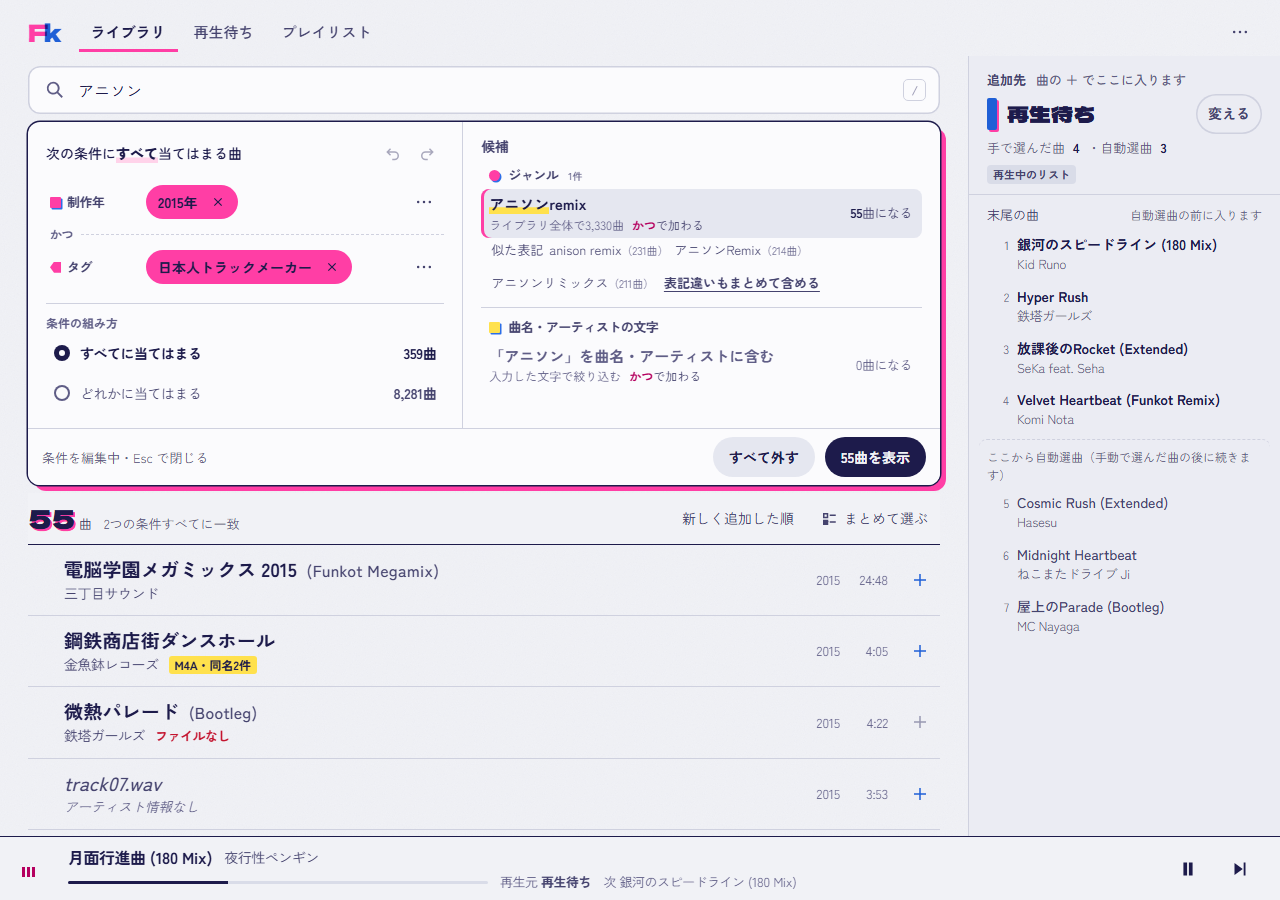 Fk ライブラリ 再生待ち プレイリスト ...
アニソン /
次の条件にすべて当てはまる曲
制作年 2015年 × ...
かつ
タグ 日本人トラックメーカー × ...
条件の組み方
すべてに当てはまる 359曲
どれかに当てはまる 8,281曲
候補
ジャンル 1件
アニソンremix 55曲になる
ライブラリ全体で3,330曲 かつで加わる
似た表記 anison remix（231曲） アニソンRemix（214曲）
アニソンリミックス（211曲） 表記違いもまとめて含める
曲名・アーティストの文字
「アニソン」を曲名・アーティストに含む 0曲になる
入力した文字で絞り込む かつで加わる
条件を編集中・Esc で閉じる すべて外す 55曲を表示
55 曲 2つの条件すべてに一致 新しく追加した順 まとめて選ぶ
電脳学園メガミックス 2015 (Funkot Megamix) 2015 24:48 +
三丁目サウンド
鋼鉄商店街ダンスホール 2015 4:05 +
金魚鉢レコーズ M4A・同名2件
微熱パレード (Bootleg) 2015 4:22 +
鉄塔ガールズ ファイルなし
track07.wav 2015 3:53 +
アーティスト情報なし
追加先 曲の ＋ でここに入ります
再生待ち 変える
手で選んだ曲 4 ・自動選曲 3
再生中のリスト
末尾の曲 自動選曲の前に入ります
1 銀河のスピードライン (180 Mix)
Kid Runo
2 Hyper Rush
鉄塔ガールズ
3 放課後のRocket (Extended)
SeKa feat. Seha
4 Velvet Heartbeat (Funkot Remix)
Komi Nota
ここから自動選曲（手動で選んだ曲の後に続きま
す）
5 Cosmic Rush (Extended)
Hasesu
6 Midnight Heartbeat
ねこまたドライブ Ji
7 屋上のParade (Bootleg)
MC Nayaga
月面行進曲 (180 Mix) 夜行性ペンギン
再生元 再生待ち 次 銀河のスピードライン (180 Mix)